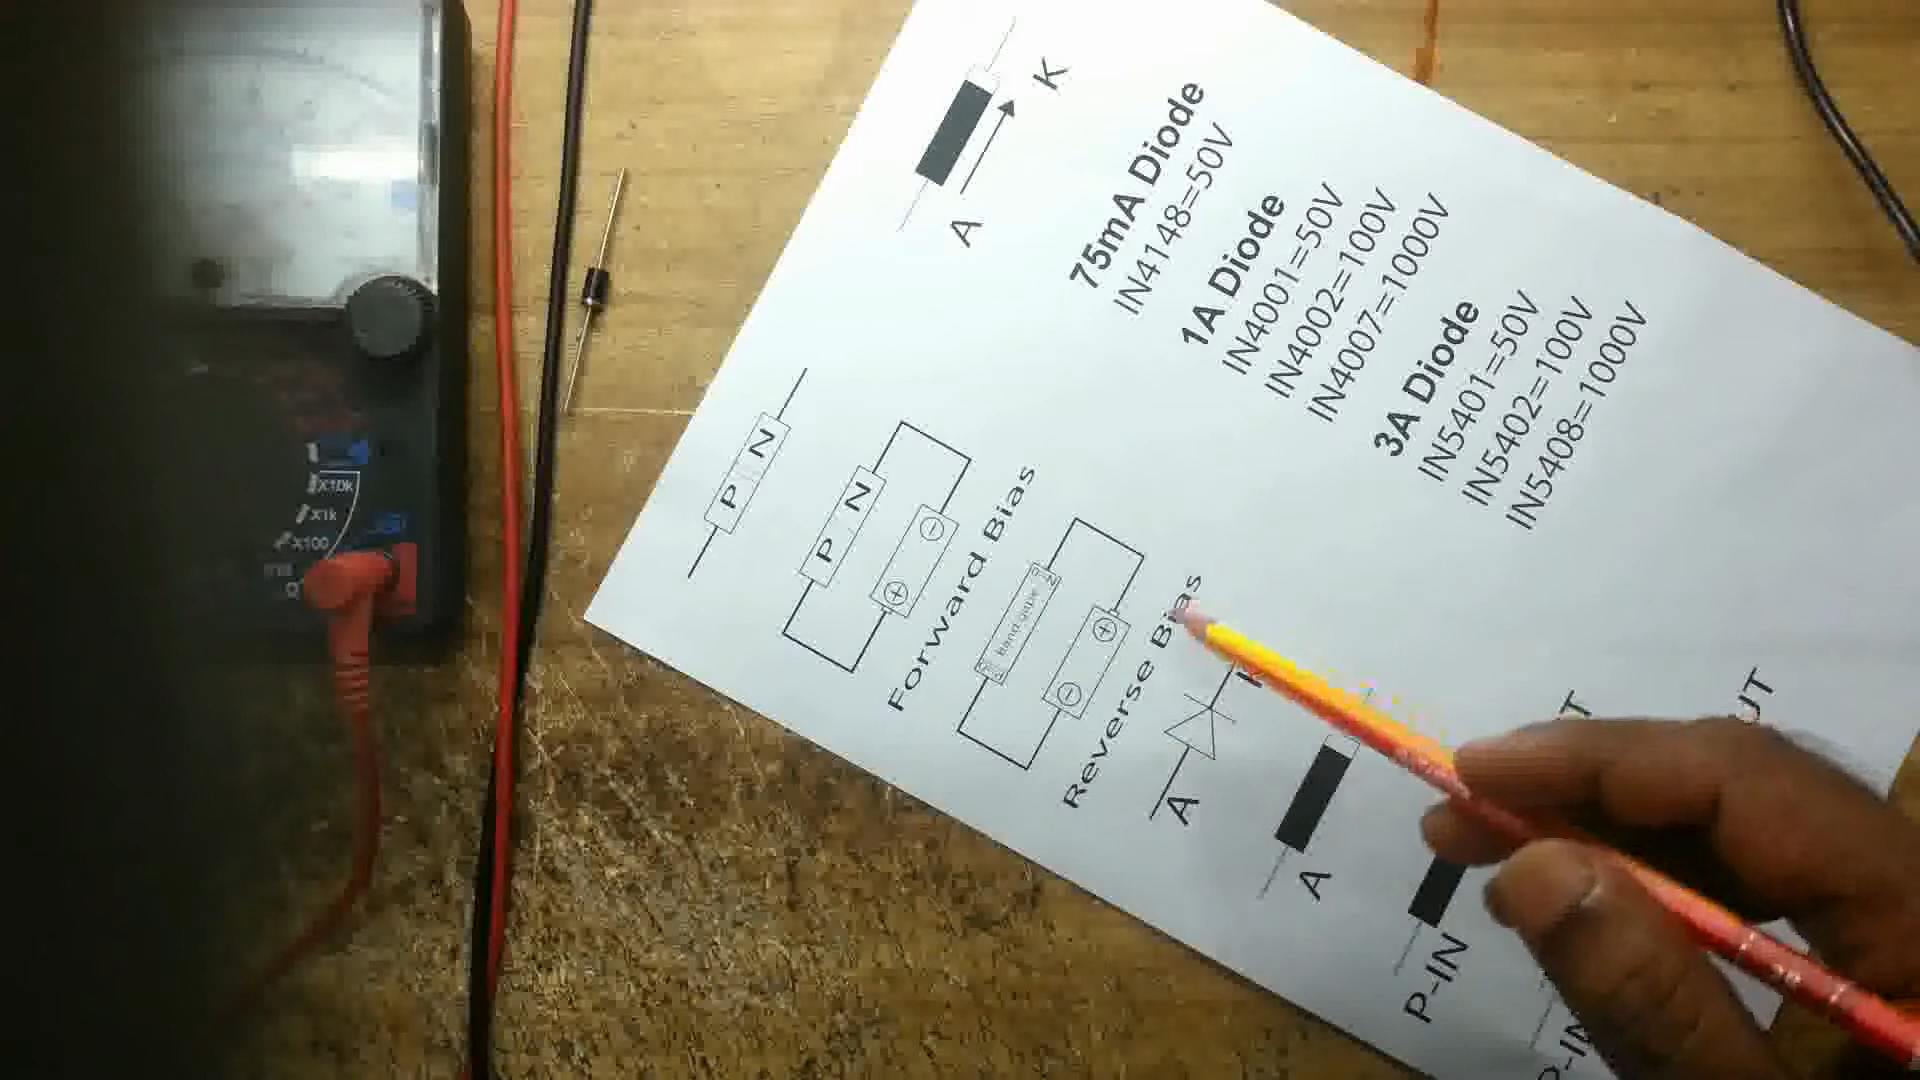 A
K
75mA Diode
IN4148=50V
1A Diode
IN4001=50V
IN4002=100V
IN4007=1000V
3A Diode
IN5401=50V
IN5402=100V
IN5408=1000V
P N
P N
+ -
Forward Bias
- +
Reverse Bias
A
K
A
P-IN
X10k
X1k
X100